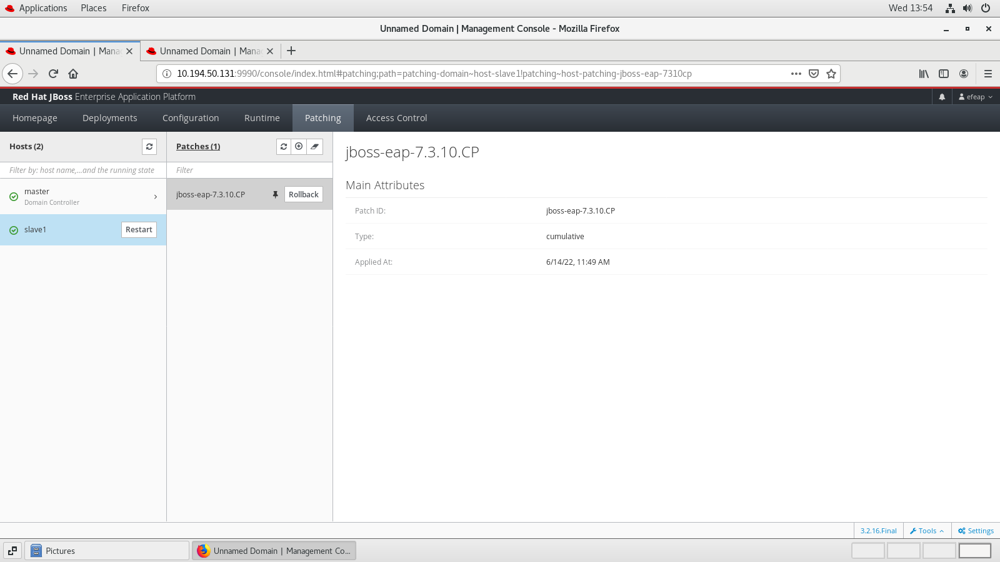 Applications Places Firefox Wed 13:54
Unnamed Domain | Management Console - Mozilla Firefox
Unnamed Domain | Mana Unnamed Domain | Mana
10.194.50.131:9990/console/index.html#patching;path=patching-domain~host-slave1!patching~host-patching-jboss-eap-7310cp
Red Hat JBoss Enterprise Application Platform efeap
Homepage Deployments Configuration Runtime Patching Access Control
Hosts (2)
Filter by: host name,...and the running state
master
Domain Controller
slave1 Restart
Patches (1)
Filter
jboss-eap-7.3.10.CP Rollback
jboss-eap-7.3.10.CP
Main Attributes
Patch ID: jboss-eap-7.3.10.CP
Type: cumulative
Applied At: 6/14/22, 11:49 AM
3.2.16.Final Tools Settings
Pictures Unnamed Domain | Management Co...